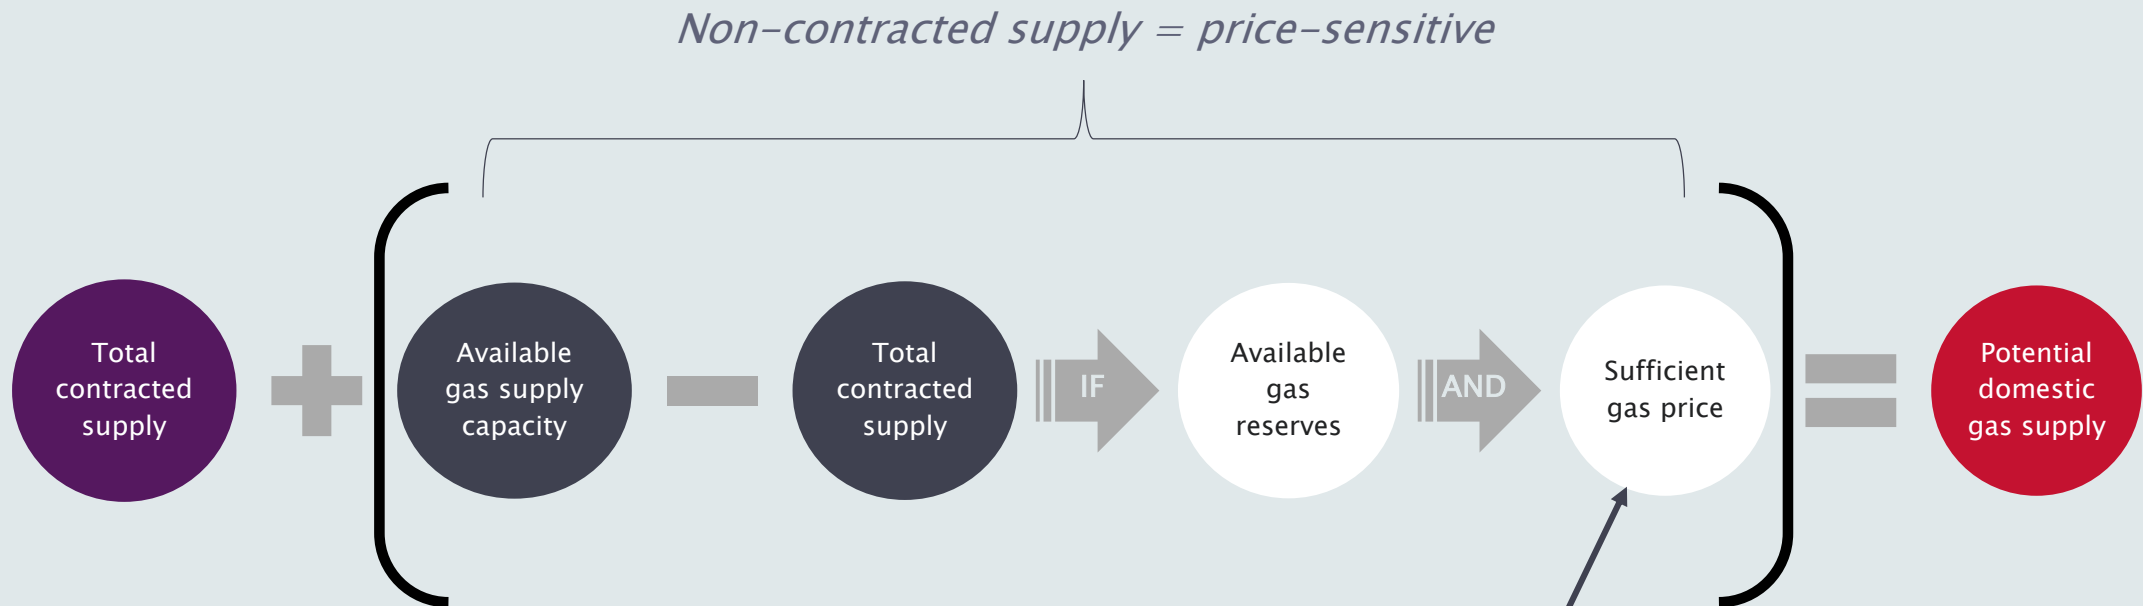 Non-contracted supply = price-sensitive
Total
contracted
supply
Available
gas supply
capacity
Total
contracted
supply
IF
Available
gas
reserves
AND
Sufficient
gas price
Potential
domestic
gas supply